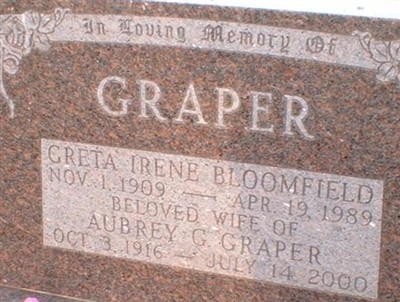 In Loving Memory Of
GRAPER
GRETA IRENE BLOOMFIELD
NOV. 1, 1909 — APR. 19, 1989
BELOVED WIFE OF
AUBREY G. GRAPER
OCT. 3, 1916 — JULY 14, 2000